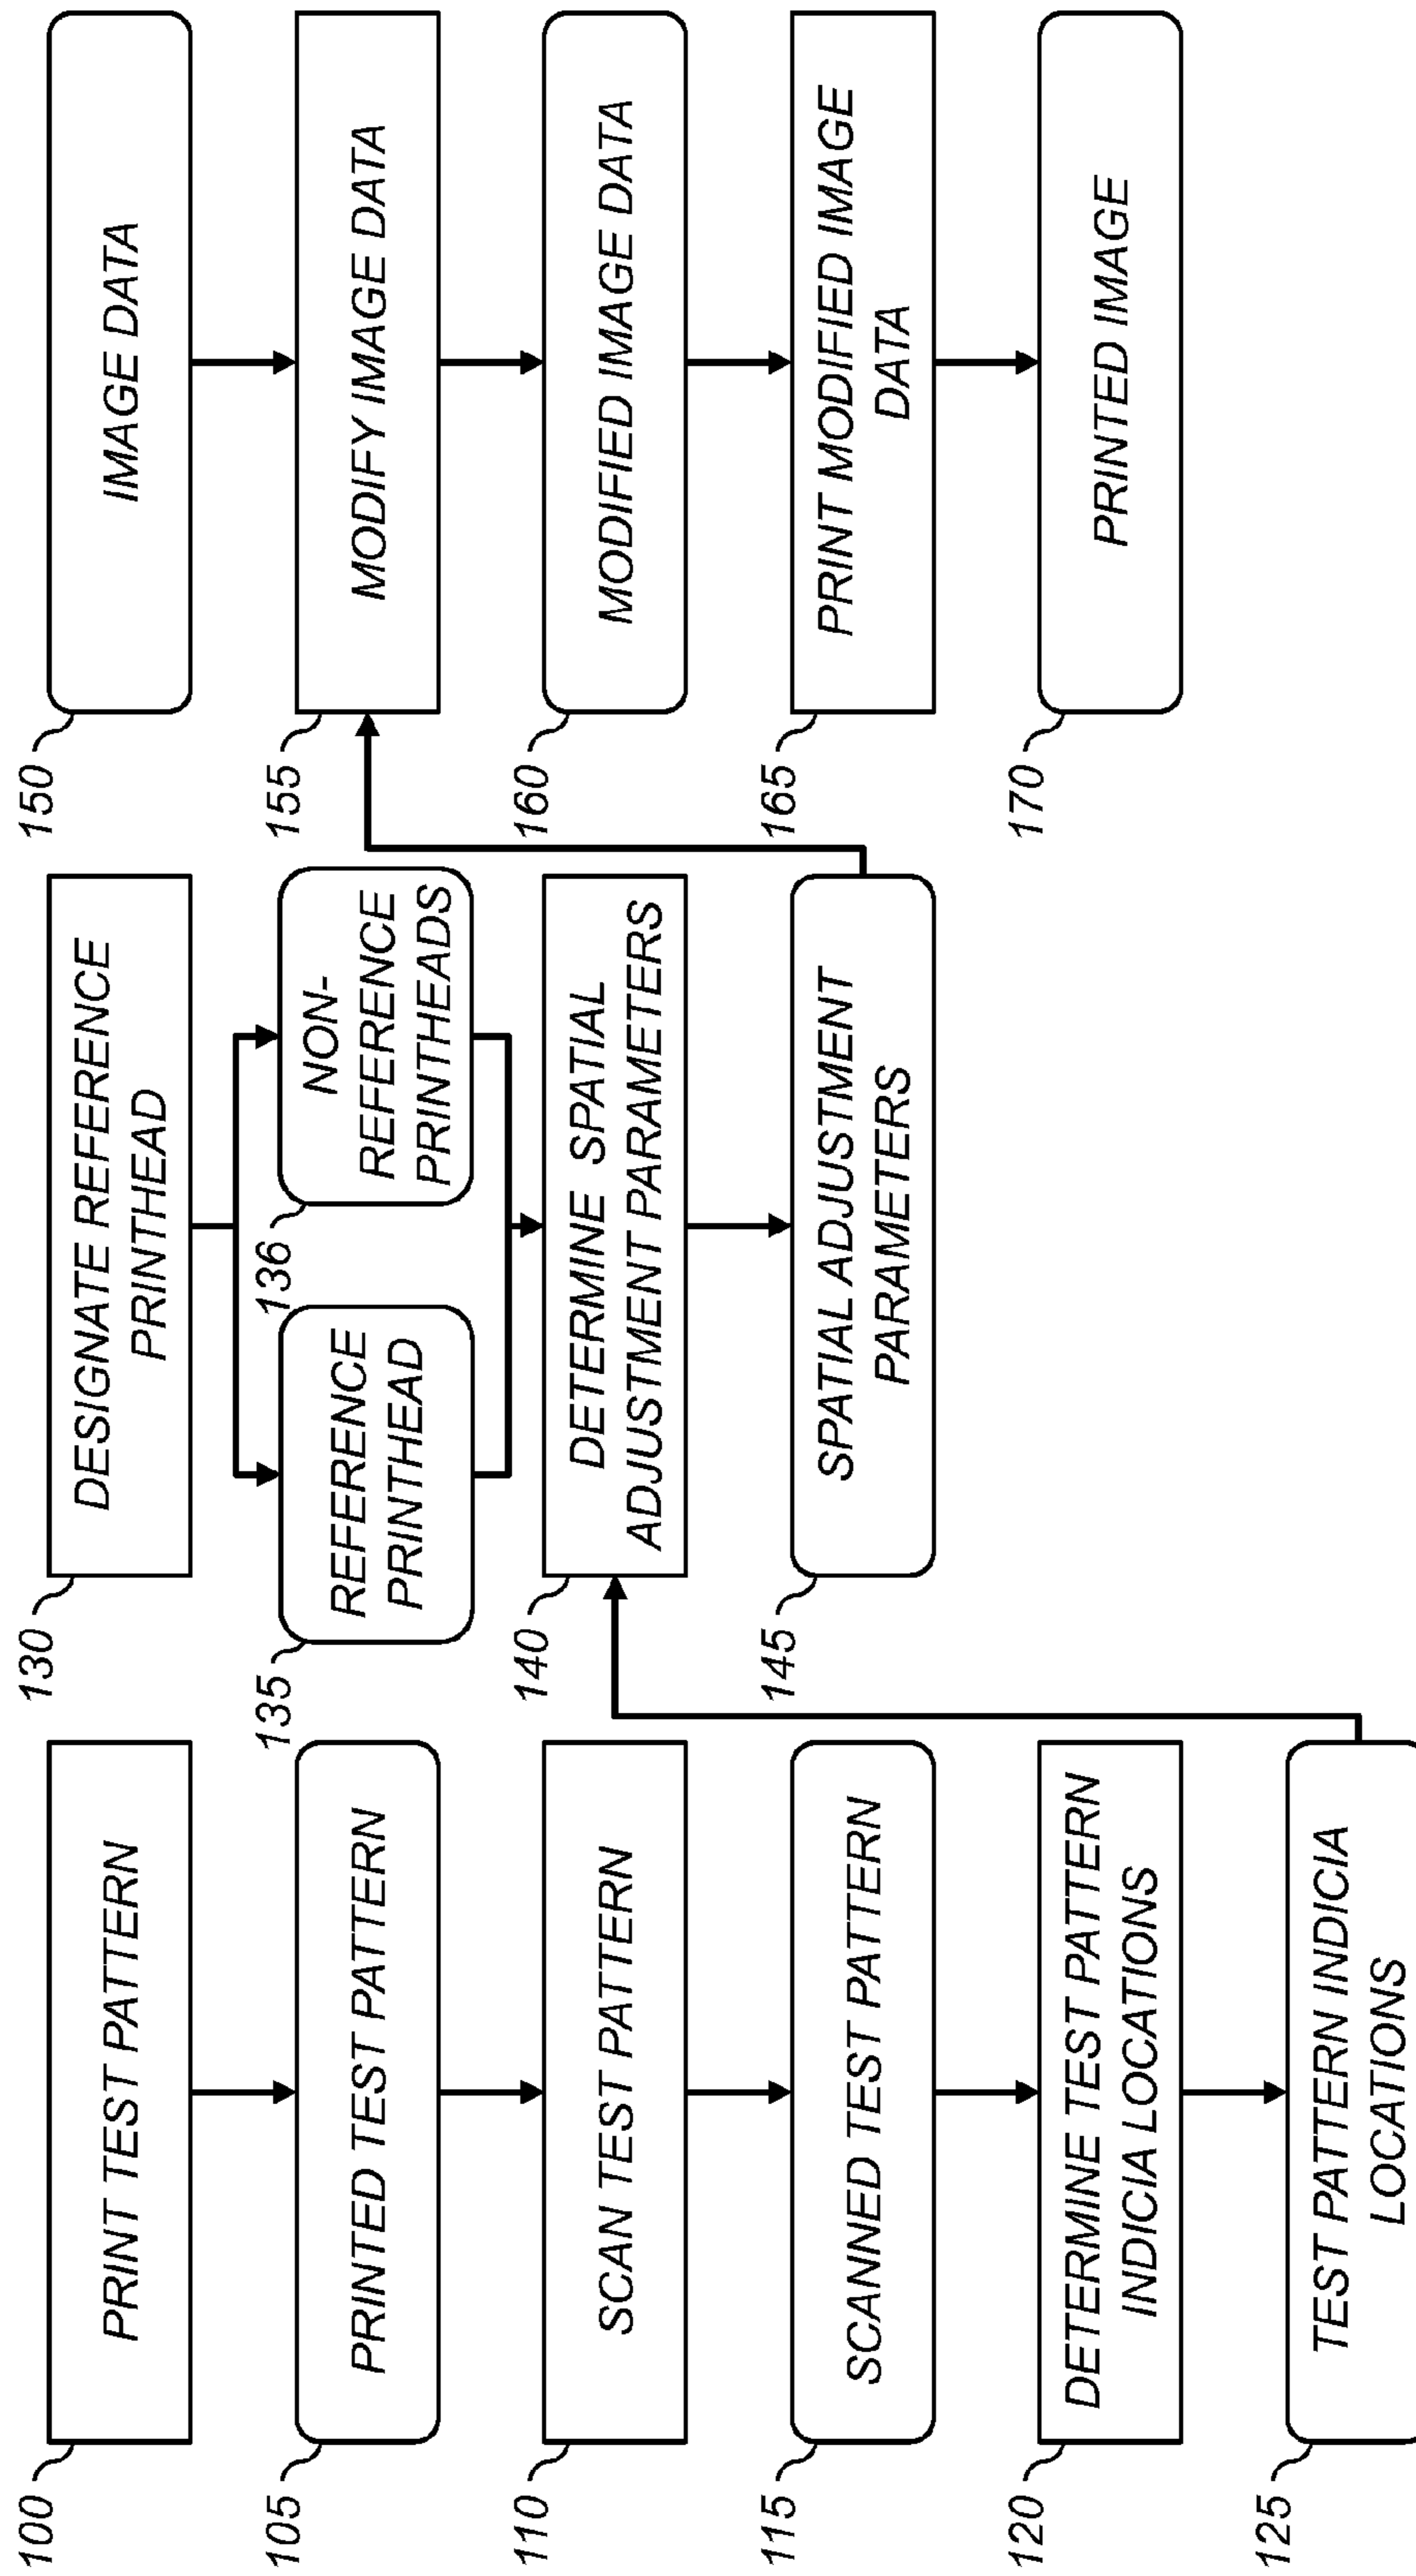 100
PRINT TEST PATTERN
105
PRINTED TEST PATTERN
110
SCAN TEST PATTERN
115
SCANNED TEST PATTERN
120
DETERMINE TEST PATTERN
INDICIA LOCATIONS
125
TEST PATTERN INDICIA
LOCATIONS
130
DESIGNATE REFERENCE
PRINTHEAD
135
REFERENCE
PRINTHEAD
136
NON-
REFERENCE
PRINTHEADS
140
DETERMINE SPATIAL
ADJUSTMENT PARAMETERS
145
SPATIAL ADJUSTMENT
PARAMETERS
150
IMAGE DATA
155
MODIFY IMAGE DATA
160
MODIFIED IMAGE DATA
165
PRINT MODIFIED IMAGE
DATA
170
PRINTED IMAGE